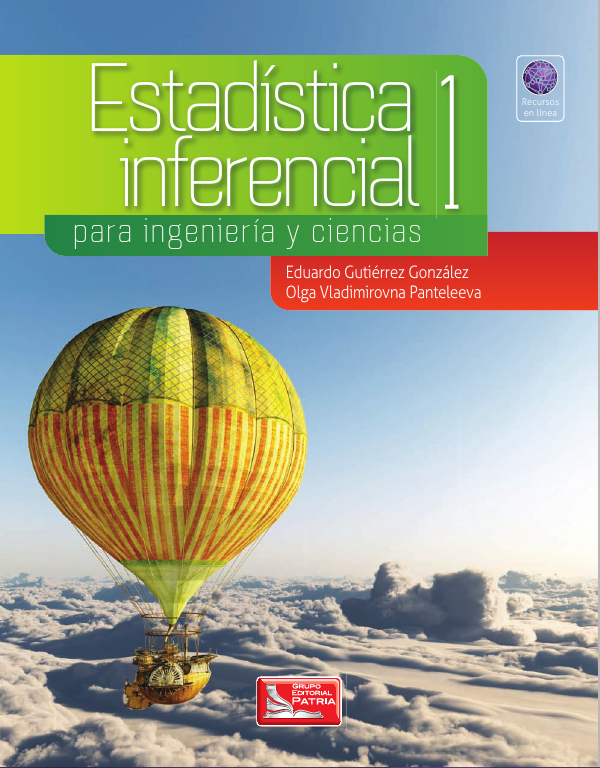 Estadística
inferencial 1
para ingeniería y ciencias
Recursos
en línea
Eduardo Gutiérrez González
Olga Vladimirovna Panteleeva
GRUPO
EDITORIAL
PATRIA